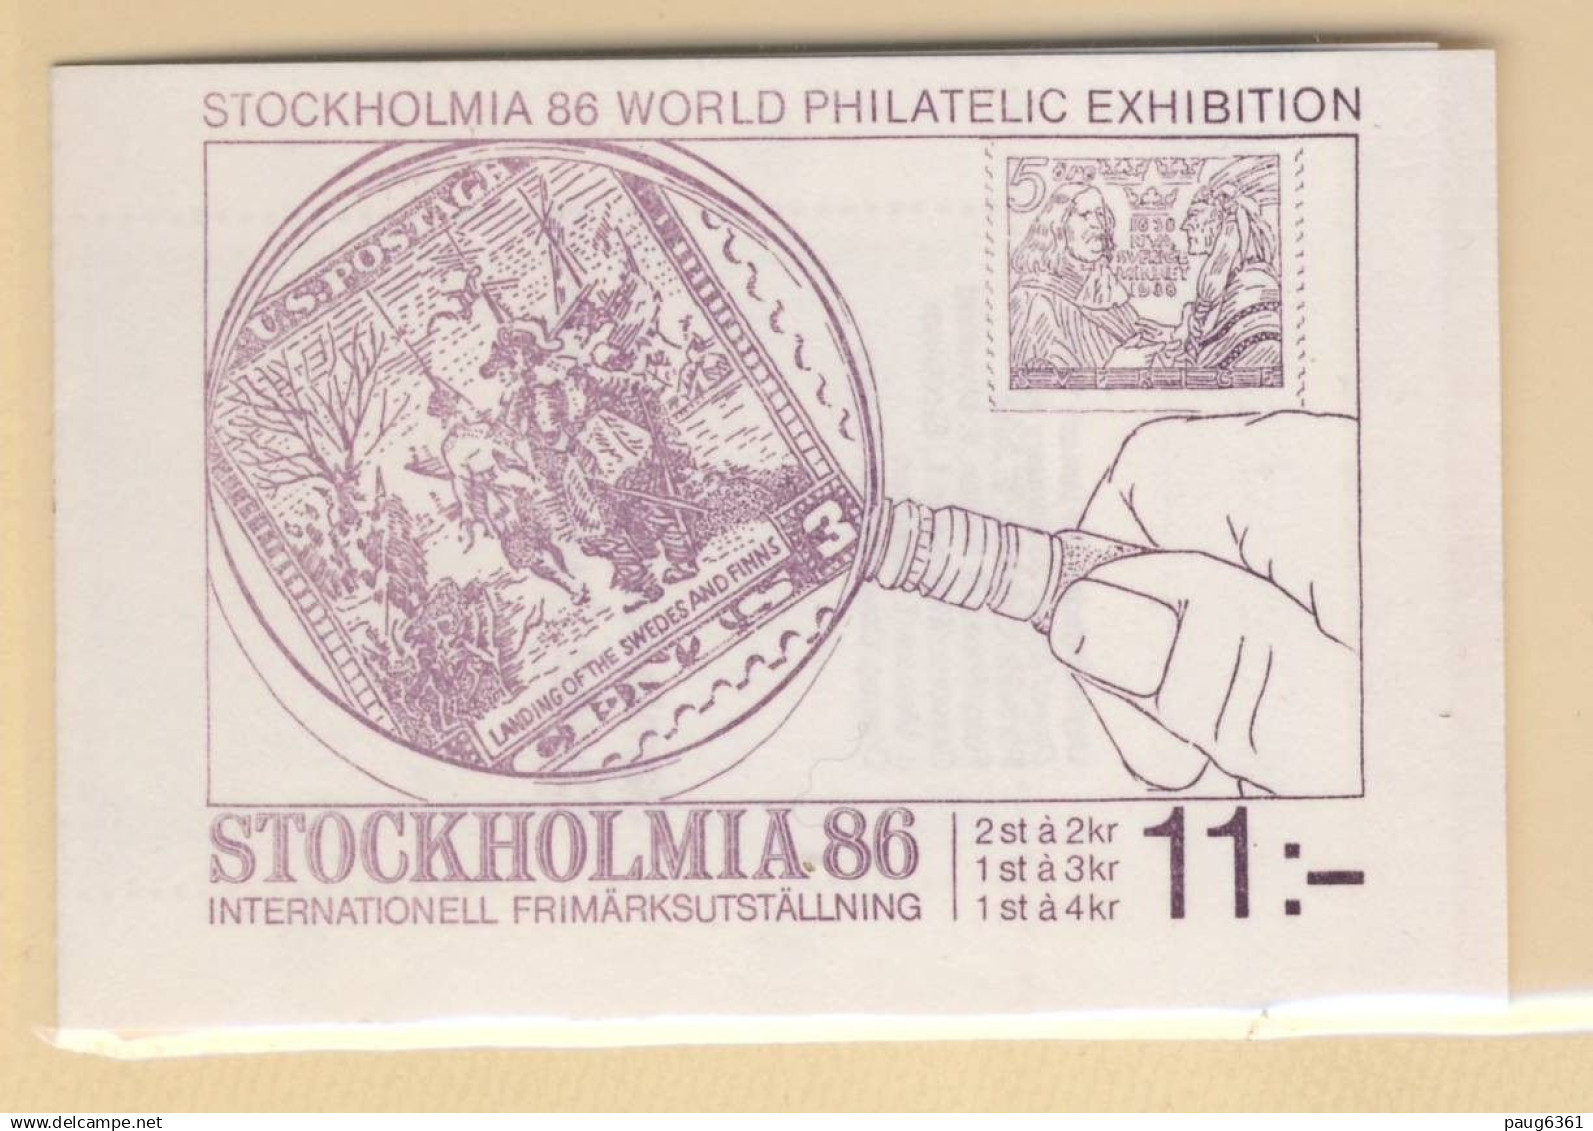 STOCKHOLMIA 86 WORLD PHILATELIC EXHIBITION
U.S. POSTAGE
5 öre
1638
NYA
SVERIGE
MINNET
1938
SVERIGE
3
LANDING OF THE SWEDES AND FINNS
STOCKHOLMIA 86
INTERNATIONELL FRIMÄRKSUTSTÄLLNING
2 st à 2kr
1 st à 3kr
1 st à 4kr
11:-
delcampe.net
paug6361